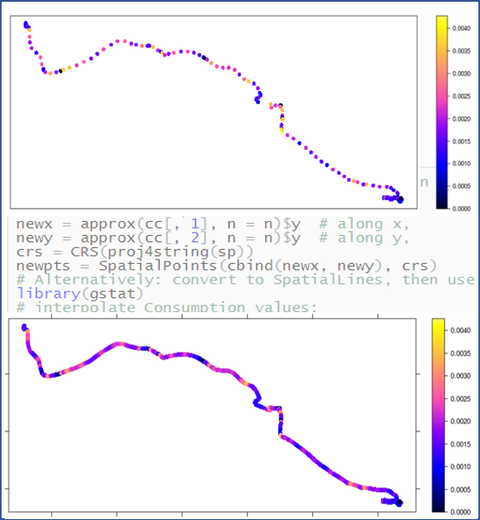 0.0040
0.0035
0.0030
0.0025
0.0020
0.0015
0.0010
0.0005
0.0000
n
newx = approx(cc[, 1], n = n)$y # along x,
newy = approx(cc[, 2], n = n)$y # along y,
crs = CRS(proj4string(sp))
newpts = SpatialPoints(cbind(newx, newy), crs)
# Alternatively: convert to SpatialLines, then use
library(gstat)
# interpolate Consumption values:
0.0040
0.0035
0.0030
0.0025
0.0020
0.0015
0.0010
0.0005
0.0000